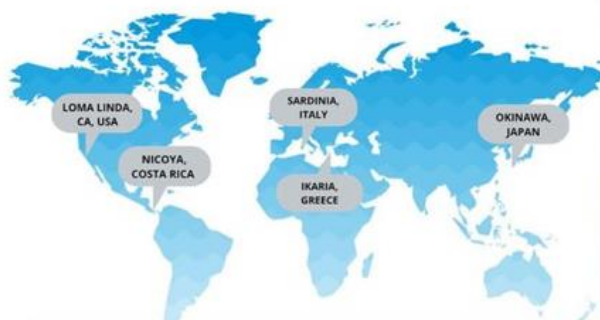 LOMA LINDA,
CA, USA
NICOYA,
COSTA RICA
SARDINIA,
ITALY
IKARIA,
GREECE
OKINAWA,
JAPAN